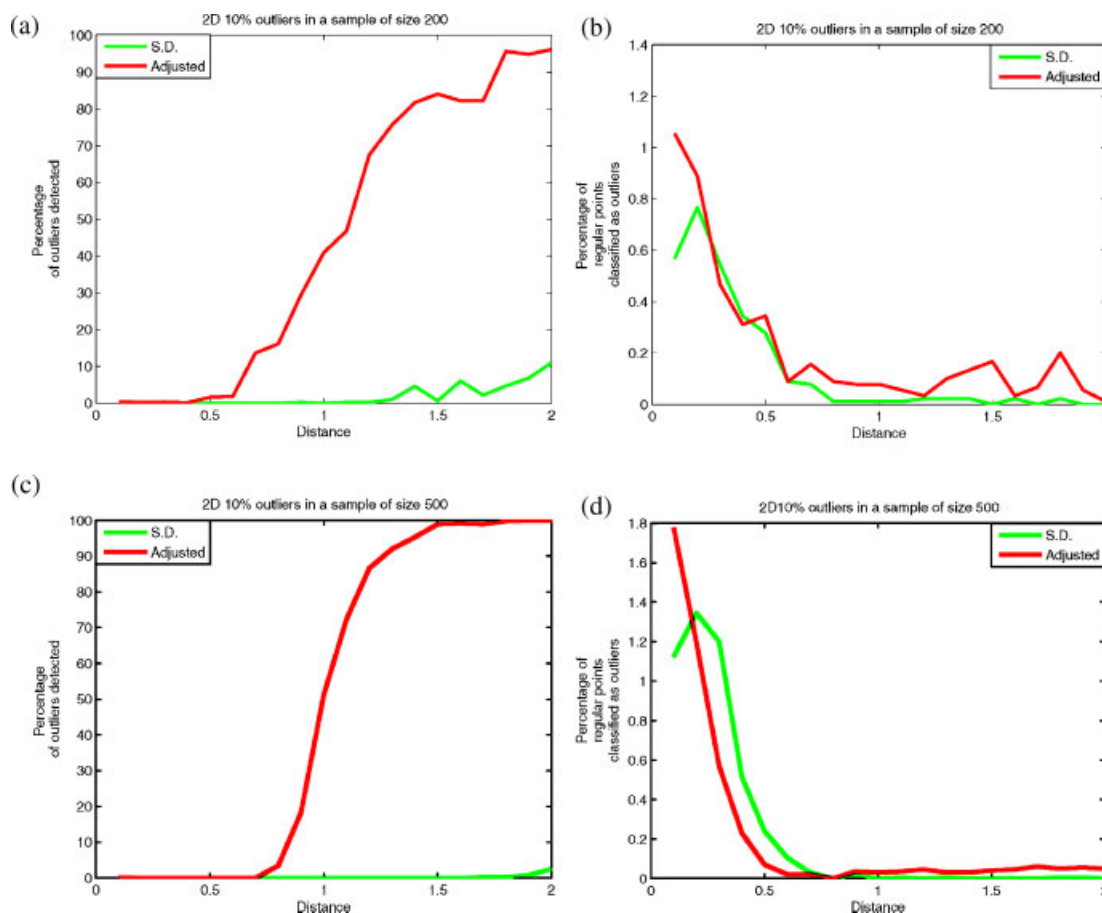 (a)
2D 10% outliers in a sample of size 200
S.D.
Adjusted
100
90
80
70
60
50
40
30
20
10
0
Percentage
of outliers detected
0
0.5
1
1.5
2
Distance
(b)
2D 10% outliers in a sample of size 200
S.D.
Adjusted
1.4
1.2
1
0.8
0.6
0.4
0.2
0
Percentage of
regular points
classified as outliers
0
0.5
1
1.5
2
Distance
(c)
2D 10% outliers in a sample of size 500
S.D.
Adjusted
100
90
80
70
60
50
40
30
20
10
0
Percentage
of outliers detected
0
0.5
1
1.5
2
Distance
(d)
2D10% outliers in a sample of size 500
S.D.
Adjusted
1.8
1.6
1.4
1.2
1
0.8
0.6
0.4
0.2
0
Percentage of
regular points
classified as outliers
0
0.5
1
1.5
2
Distance